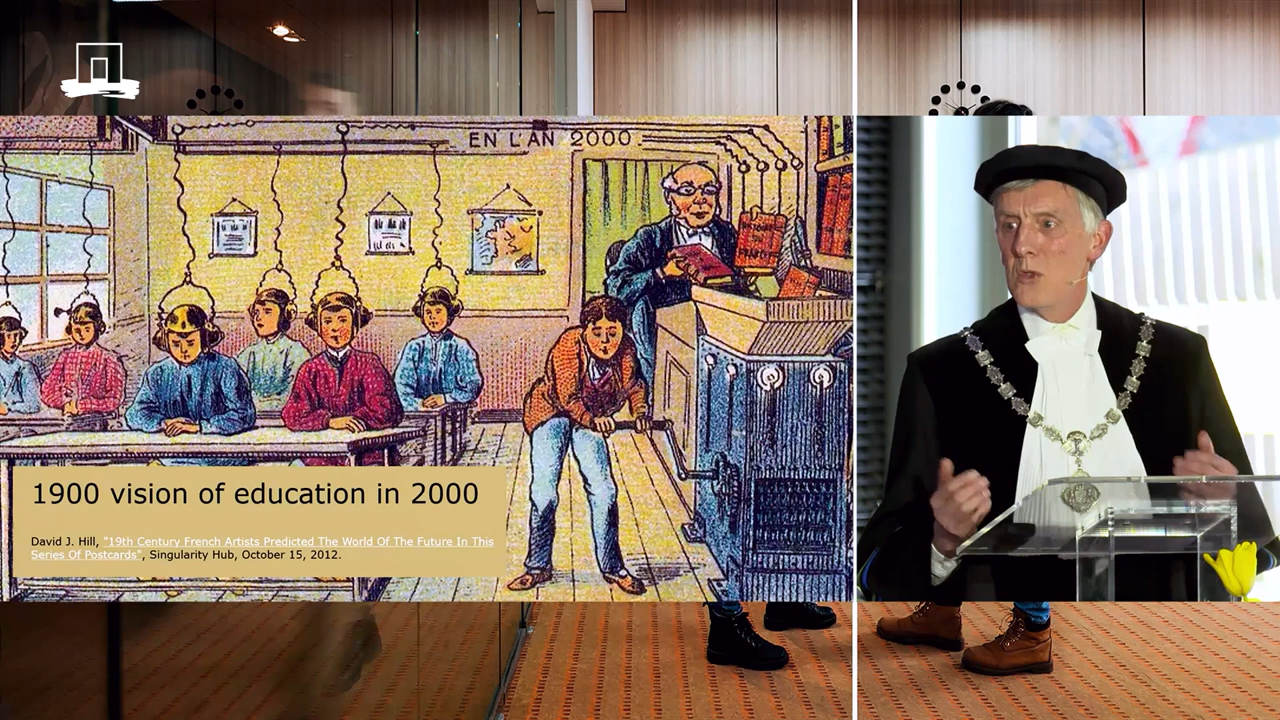 EN L'AN 2000
1900 vision of education in 2000
David J. Hill, "19th Century French Artists Predicted The World Of The Future In This
Series Of Postcards", Singularity Hub, October 15, 2012.